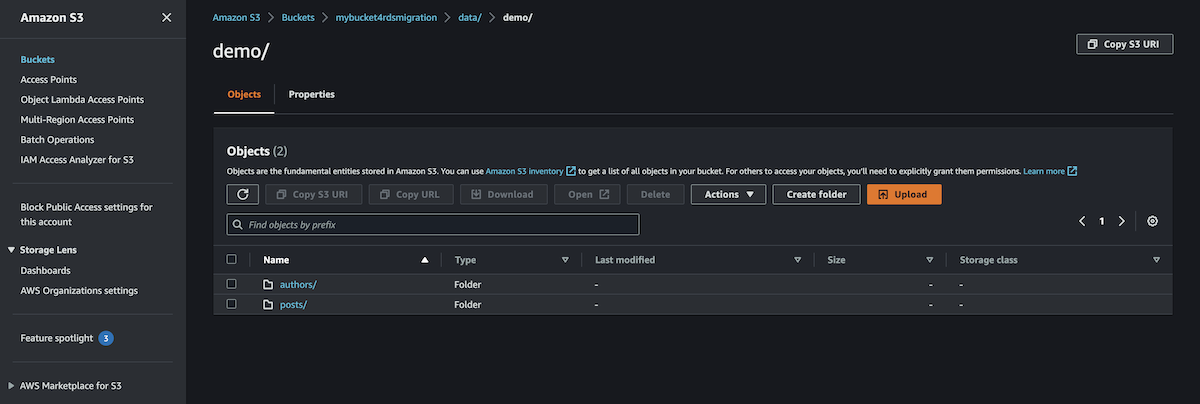 Amazon S3
Buckets
Access Points
Object Lambda Access Points
Multi-Region Access Points
Batch Operations
IAM Access Analyzer for S3
Block Public Access settings for
this account
Storage Lens
Dashboards
AWS Organizations settings
Feature spotlight 3
AWS Marketplace for S3
Amazon S3 > Buckets > mybucket4rdsmigration > data/ > demo/
demo/
Copy S3 URI
Objects Properties
Objects (2)
Objects are the fundamental entities stored in Amazon S3. You can use Amazon S3 inventory to get a list of all objects in your bucket. For others to access your objects, you'll need to explicitly grant them permissions. Learn more
Copy S3 URI Copy URL Download Open Delete Actions Create folder Upload
Find objects by prefix
< 1 >
Name Type Last modified Size Storage class
authors/ Folder - - -
posts/ Folder - - -